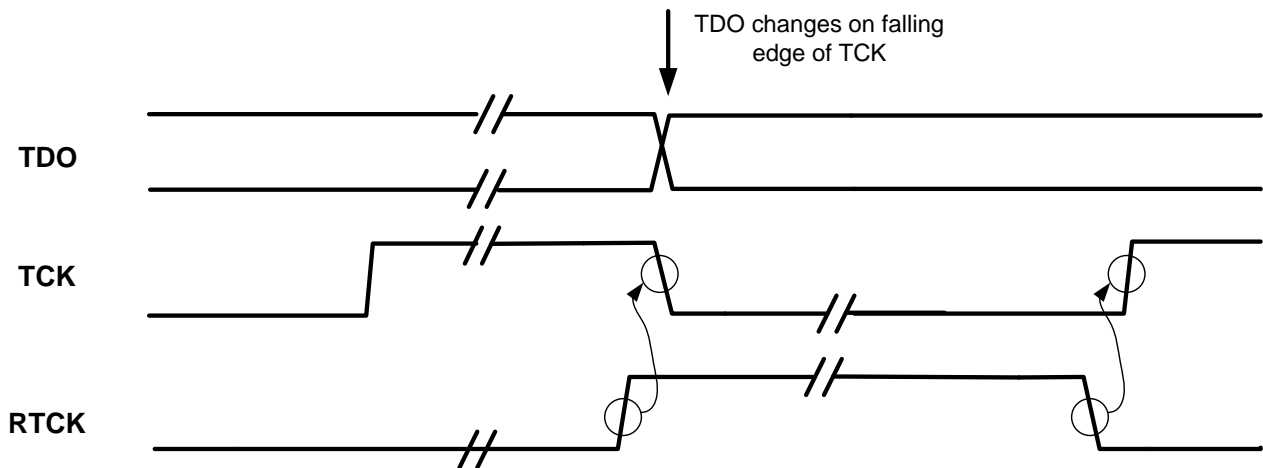 TDO changes on falling
edge of TCK
TDO
TCK
RTCK